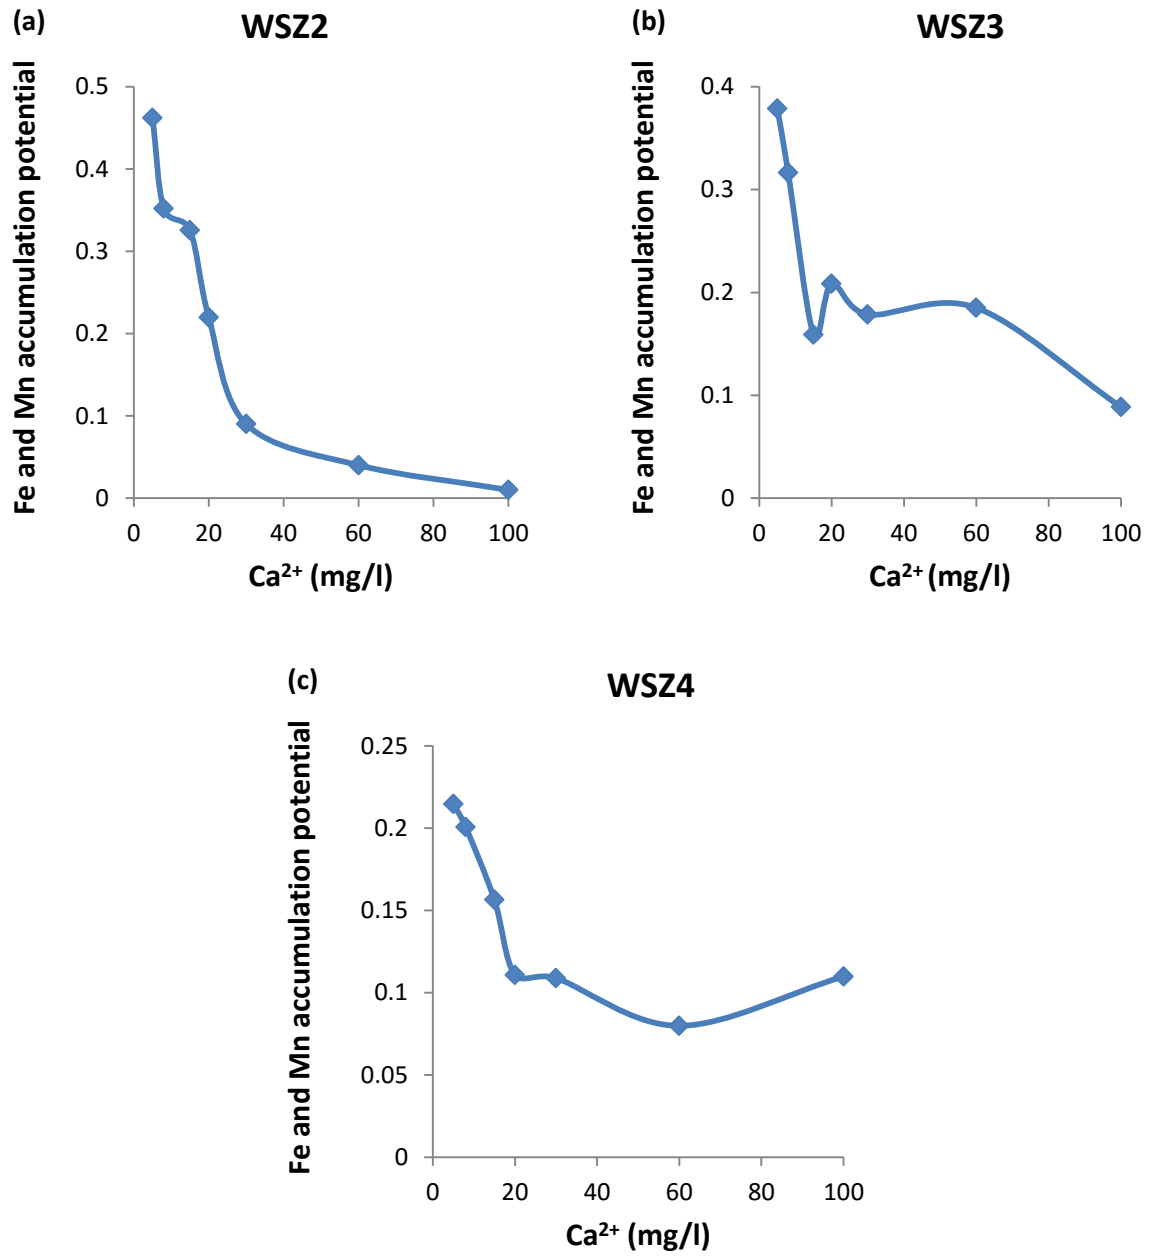 (a)
WSZ2
Fe and Mn accumulation potential
0.5
0.4
0.3
0.2
0.1
0
0 20 40 60 80 100
Ca²⁺ (mg/l)
(b)
WSZ3
Fe and Mn accumulation potential
0.4
0.3
0.2
0.1
0
0 20 40 60 80 100
Ca²⁺ (mg/l)
(c)
WSZ4
Fe and Mn accumulation potential
0.25
0.2
0.15
0.1
0.05
0
0 20 40 60 80 100
Ca²⁺ (mg/l)